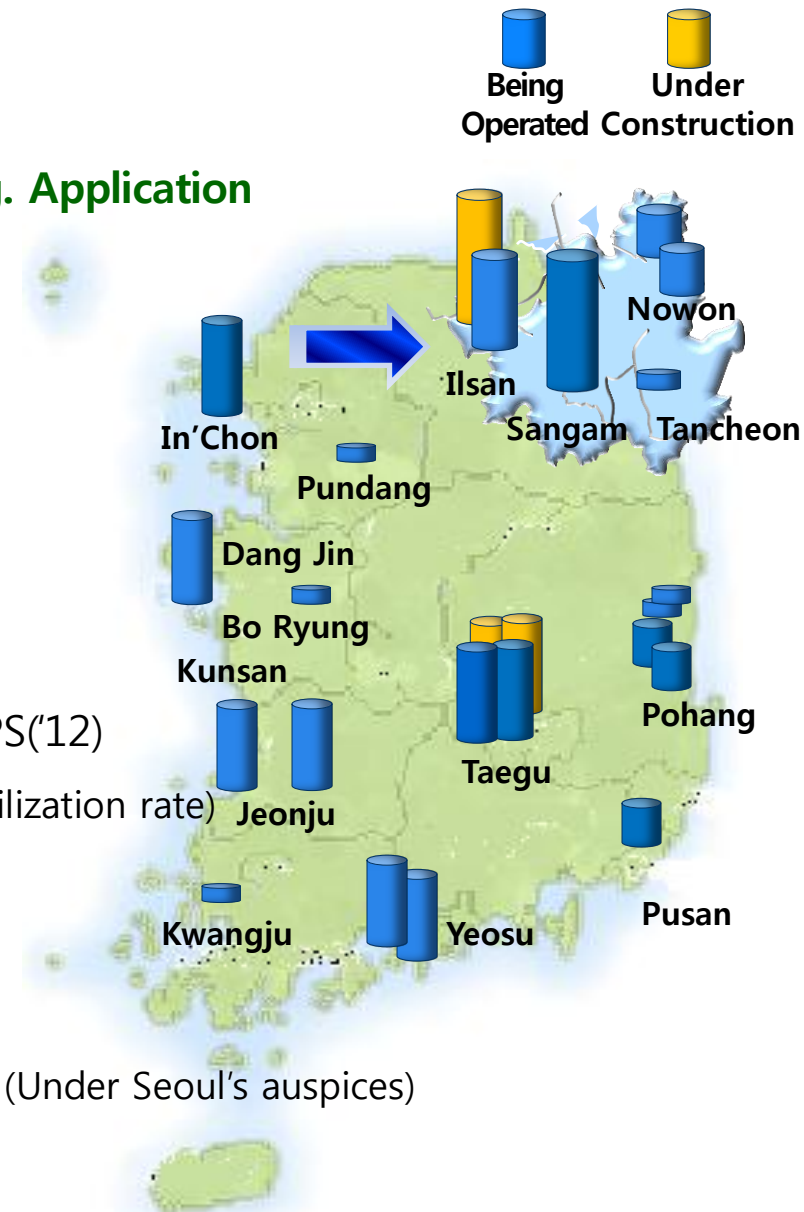 Being
Operated
Under
Construction
. Application
Nowon
Ilsan
Sangam
Tancheon
In’Chon
Pundang
Dang Jin
Bo Ryung
Kunsan
PS(‘12)
Pohang
Taegu
ilization rate)
Jeonju
Pusan
Kwangju
Yeosu
(Under Seoul’s auspices)